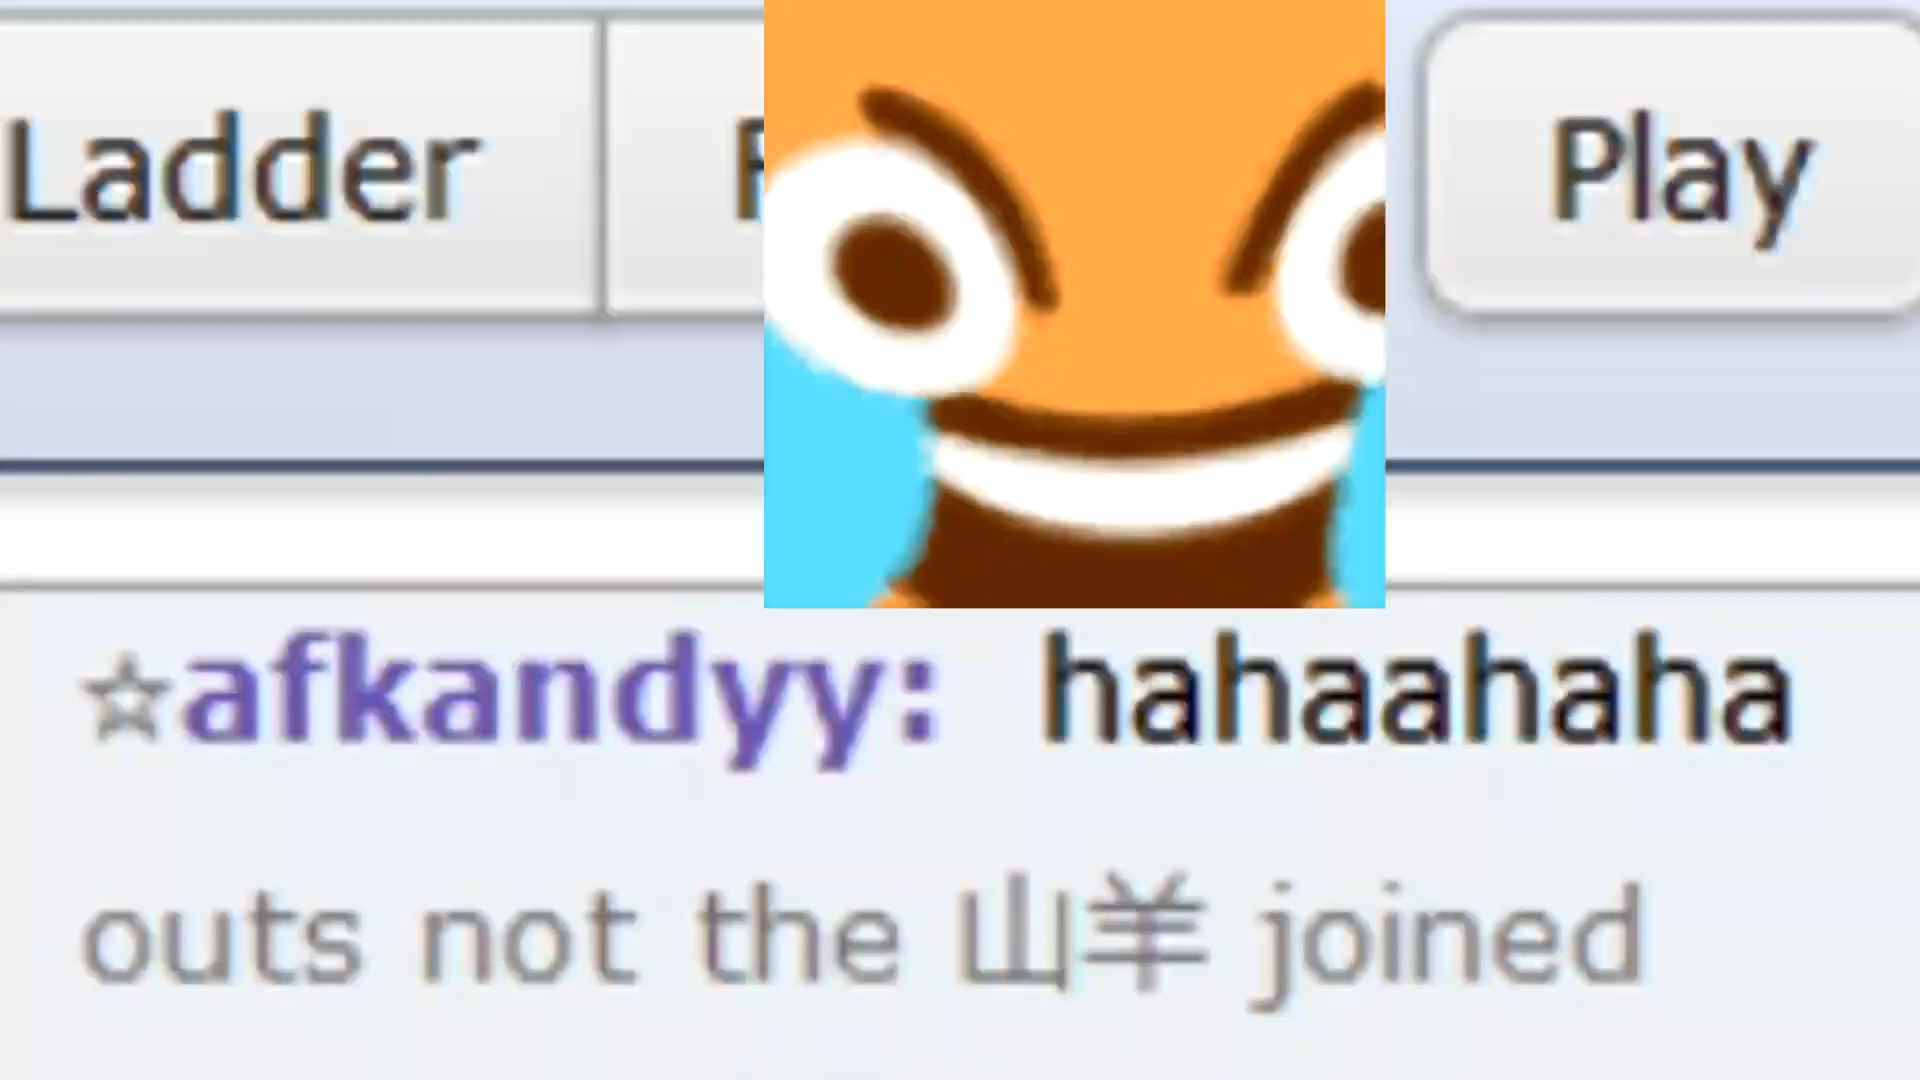 Ladder Play
☆afkandyy: hahaahaha
outs not the 山羊 joined